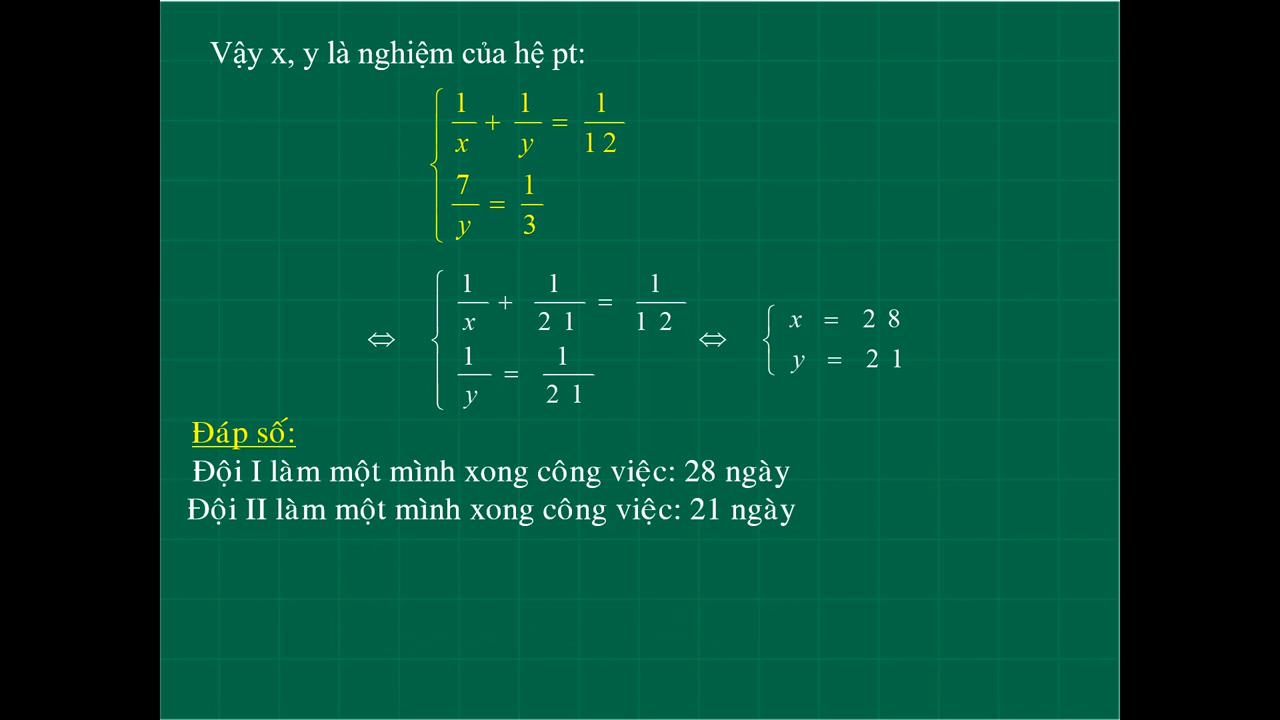 Vậy x, y là nghiệm của hệ pt:
{ 1/x + 1/y = 1/12
7/y = 1/3
⇔ { 1/x + 1/21 = 1/12 ⇔ { x = 28
1/y = 1/21 y = 21
Đáp số:
Đội I làm một mình xong công việc: 28 ngày
Đội II làm một mình xong công việc: 21 ngày